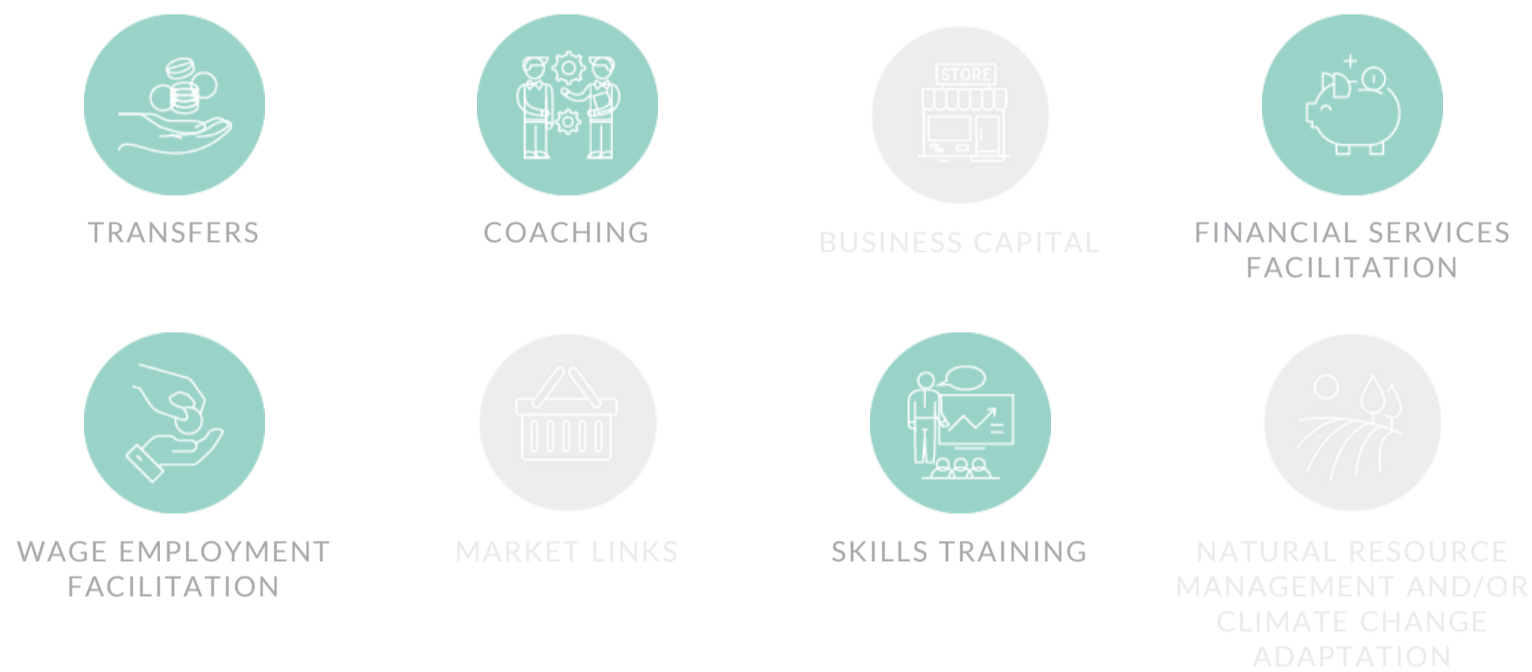 STORE
TRANSFERS
COACHING
BUSINESS CAPITAL
FINANCIAL SERVICES
FACILITATION
WAGE EMPLOYMENT
FACILITATION
MARKET LINKS
SKILLS TRAINING
NATURAL RESOURCE
MANAGEMENT AND/OR
CLIMATE CHANGE
ADAPTATION